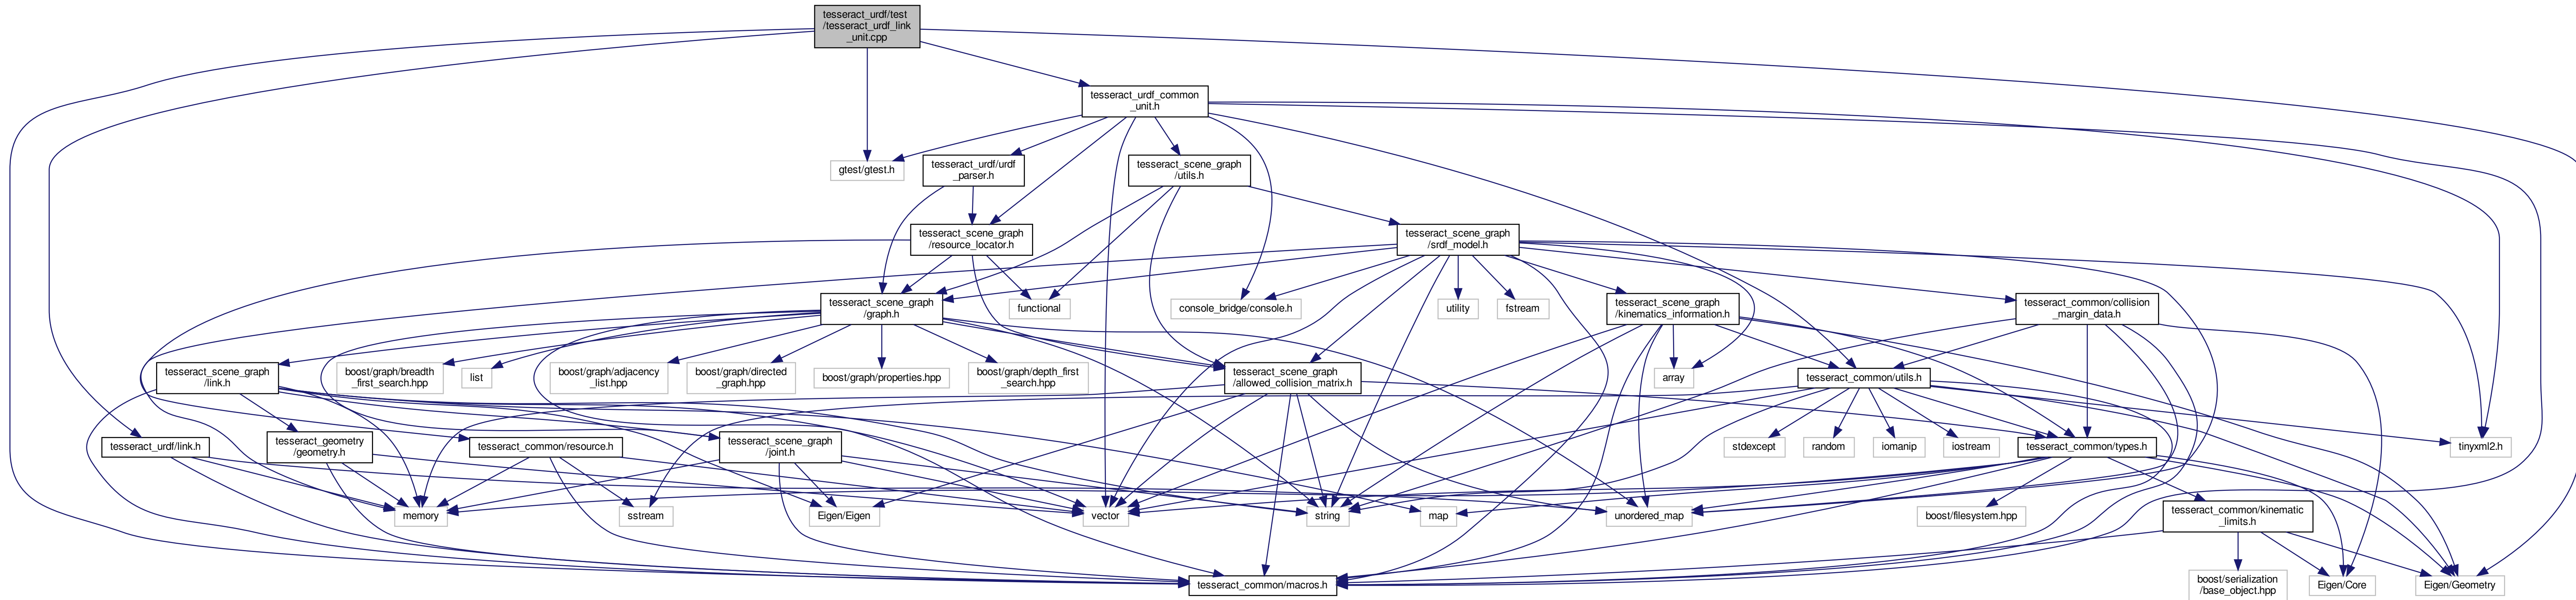 tesseract_urdf/test
/tesseract_urdf_link
_unit.cpp
tesseract_urdf_common
_unit.h
gtest/gtest.h
tesseract_urdf/urdf
_parser.h
tesseract_scene_graph
/utils.h
tesseract_scene_graph
/resource_locator.h
tesseract_scene_graph
/srdf_model.h
tesseract_scene_graph
/graph.h
functional
console_bridge/console.h
utility
fstream
tesseract_scene_graph
/kinematics_information.h
tesseract_common/collision
_margin_data.h
tesseract_scene_graph
/link.h
boost/graph/breadth
_first_search.hpp
list
boost/graph/adjacency
_list.hpp
boost/graph/directed
_graph.hpp
boost/graph/properties.hpp
boost/graph/depth_first
_search.hpp
tesseract_scene_graph
/allowed_collision_matrix.h
array
tesseract_common/utils.h
tesseract_urdf/link.h
tesseract_geometry
/geometry.h
tesseract_common/resource.h
tesseract_scene_graph
/joint.h
stdexcept
random
iomanip
iostream
tesseract_common/types.h
tinyxml2.h
memory
sstream
Eigen/Eigen
vector
string
map
unordered_map
boost/filesystem.hpp
tesseract_common/kinematic
_limits.h
tesseract_common/macros.h
boost/serialization
/base_object.hpp
Eigen/Core
Eigen/Geometry